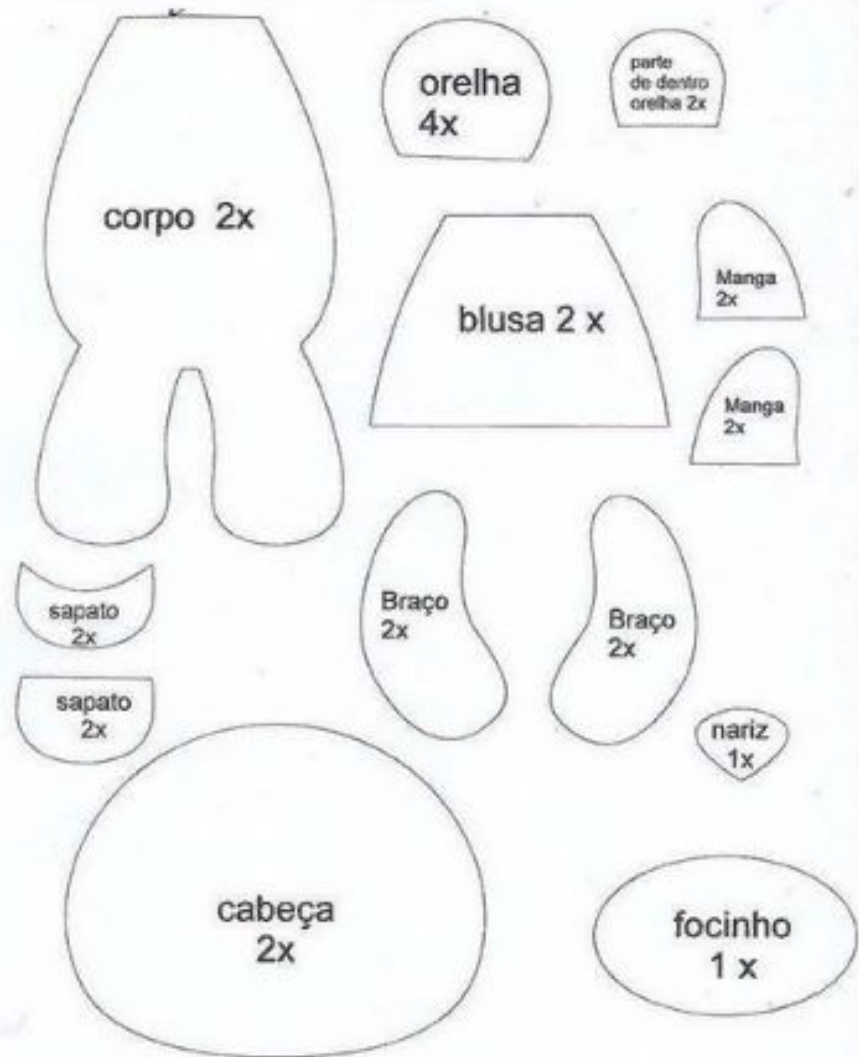 orelha
4x
parte
de dentro
orelha 2x
corpo 2x
blusa 2 x
Manga
2x
Manga
2x
Braço
2x
Braço
2x
sapato
2x
sapato
2x
nariz
1x
cabeça
2x
focinho
1 x